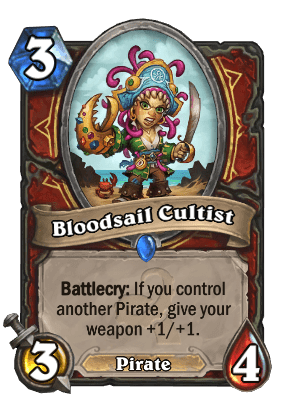 3
Bloodsail Cultist
Battlecry: If you control
another Pirate, give your
weapon +1/+1.
3
Pirate
4